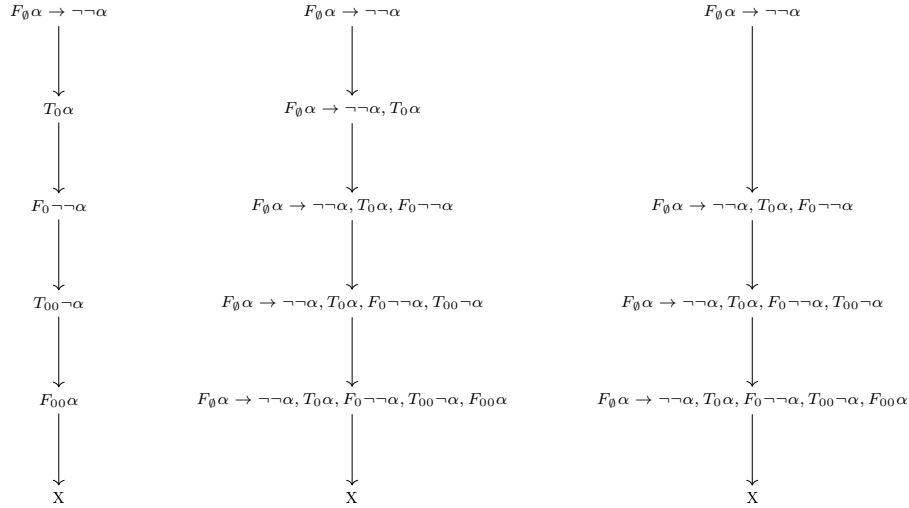 F∅α → ¬¬α
F∅α → ¬¬α
F∅α → ¬¬α
T₀α
F∅α → ¬¬α, T₀α
F₀¬¬α
F∅α → ¬¬α, T₀α, F₀¬¬α
F∅α → ¬¬α, T₀α, F₀¬¬α
T₀₀¬α
F∅α → ¬¬α, T₀α, F₀¬¬α, T₀₀¬α
F∅α → ¬¬α, T₀α, F₀¬¬α, T₀₀¬α
F₀₀α
F∅α → ¬¬α, T₀α, F₀¬¬α, T₀₀¬α, F₀₀α
F∅α → ¬¬α, T₀α, F₀¬¬α, T₀₀¬α, F₀₀α
X
X
X